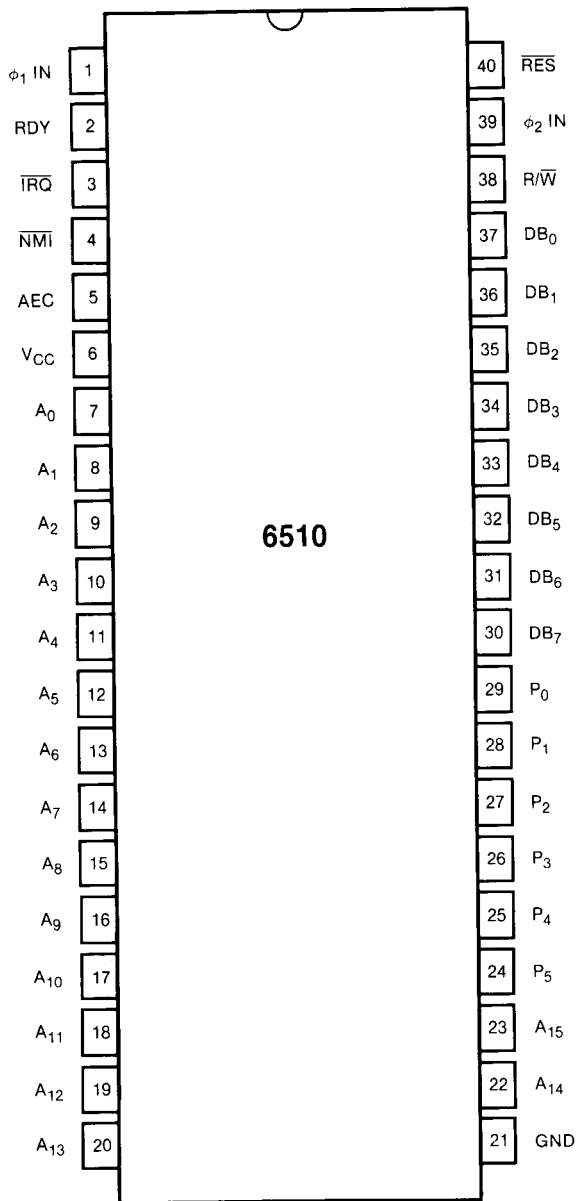 φ₁ IN 1 40 R̅E̅S̅
RDY 2 39 φ₂ IN
I̅R̅Q̅ 3 38 R/W̅
N̅M̅I̅ 4 37 DB₀
AEC 5 36 DB₁
V_CC 6 35 DB₂
A₀ 7 34 DB₃
A₁ 8 33 DB₄
A₂ 9 6510 32 DB₅
A₃ 10 31 DB₆
A₄ 11 30 DB₇
A₅ 12 29 P₀
A₆ 13 28 P₁
A₇ 14 27 P₂
A₈ 15 26 P₃
A₉ 16 25 P₄
A₁₀ 17 24 P₅
A₁₁ 18 23 A₁₅
A₁₂ 19 22 A₁₄
A₁₃ 20 21 GND